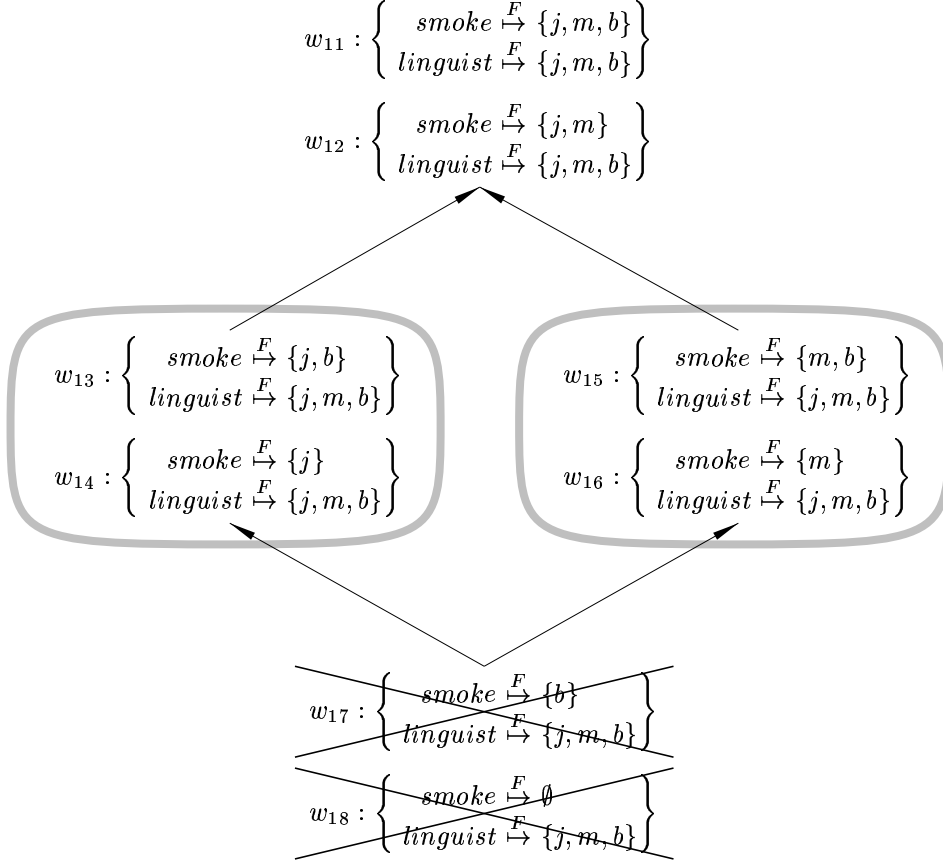 w₁₁ : { smoke ↦^F {j, m, b}
linguist ↦^F {j, m, b} }
w₁₂ : { smoke ↦^F {j, m}
linguist ↦^F {j, m, b} }
w₁₃ : { smoke ↦^F {j, b}
linguist ↦^F {j, m, b} }
w₁₄ : { smoke ↦^F {j}
linguist ↦^F {j, m, b} }
w₁₅ : { smoke ↦^F {m, b}
linguist ↦^F {j, m, b} }
w₁₆ : { smoke ↦^F {m}
linguist ↦^F {j, m, b} }
w₁₇ : { smoke ↦^F {b}
linguist ↦^F {j, m, b} }
w₁₈ : { smoke ↦^F ∅
linguist ↦^F {j, m, b} }